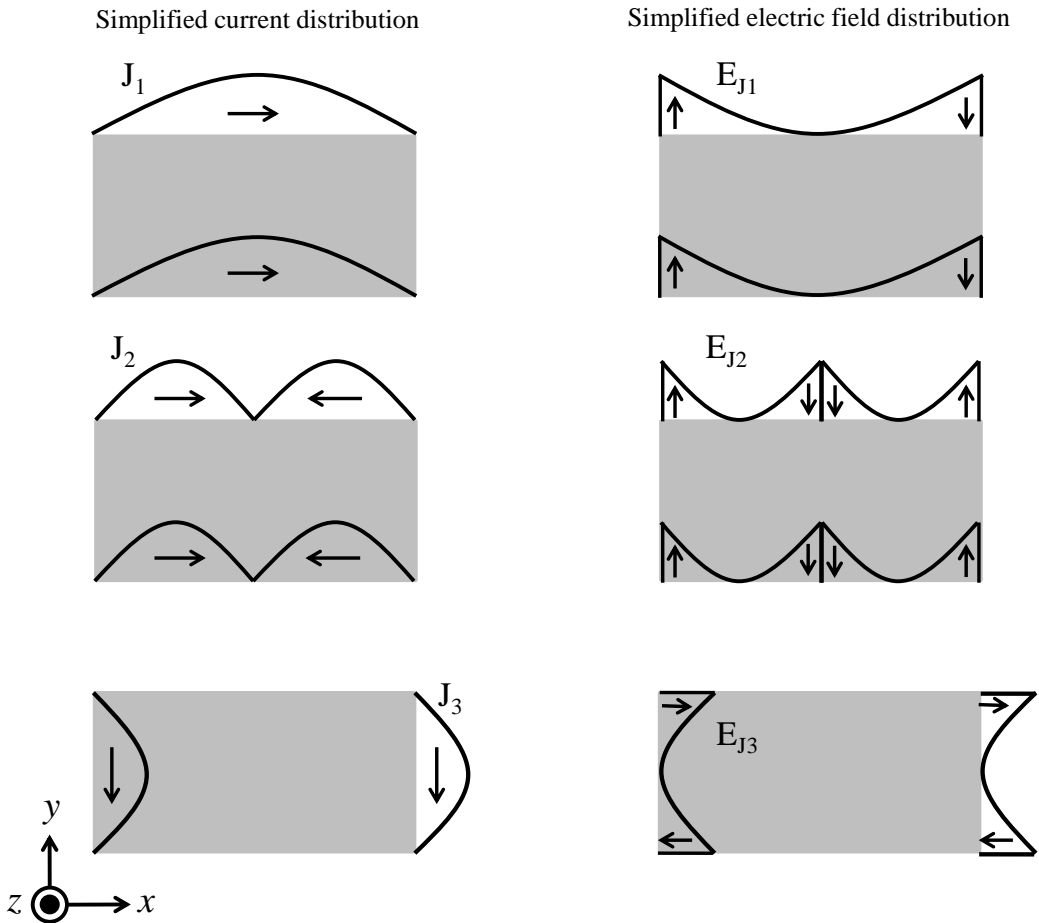 Simplified current distribution
Simplified electric field distribution
J1
EJ1
J2
EJ2
J3
EJ3
y
z
x